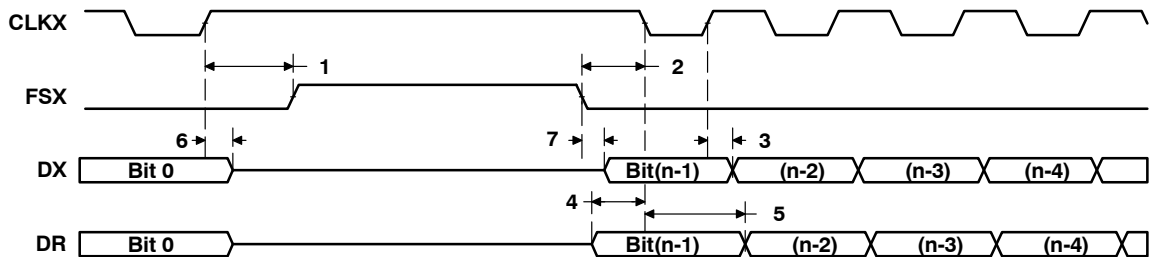 CLKX
1 2
FSX
6 7 3
DX Bit 0 Bit(n-1) (n-2) (n-3) (n-4)
4 5
DR Bit 0 Bit(n-1) (n-2) (n-3) (n-4)